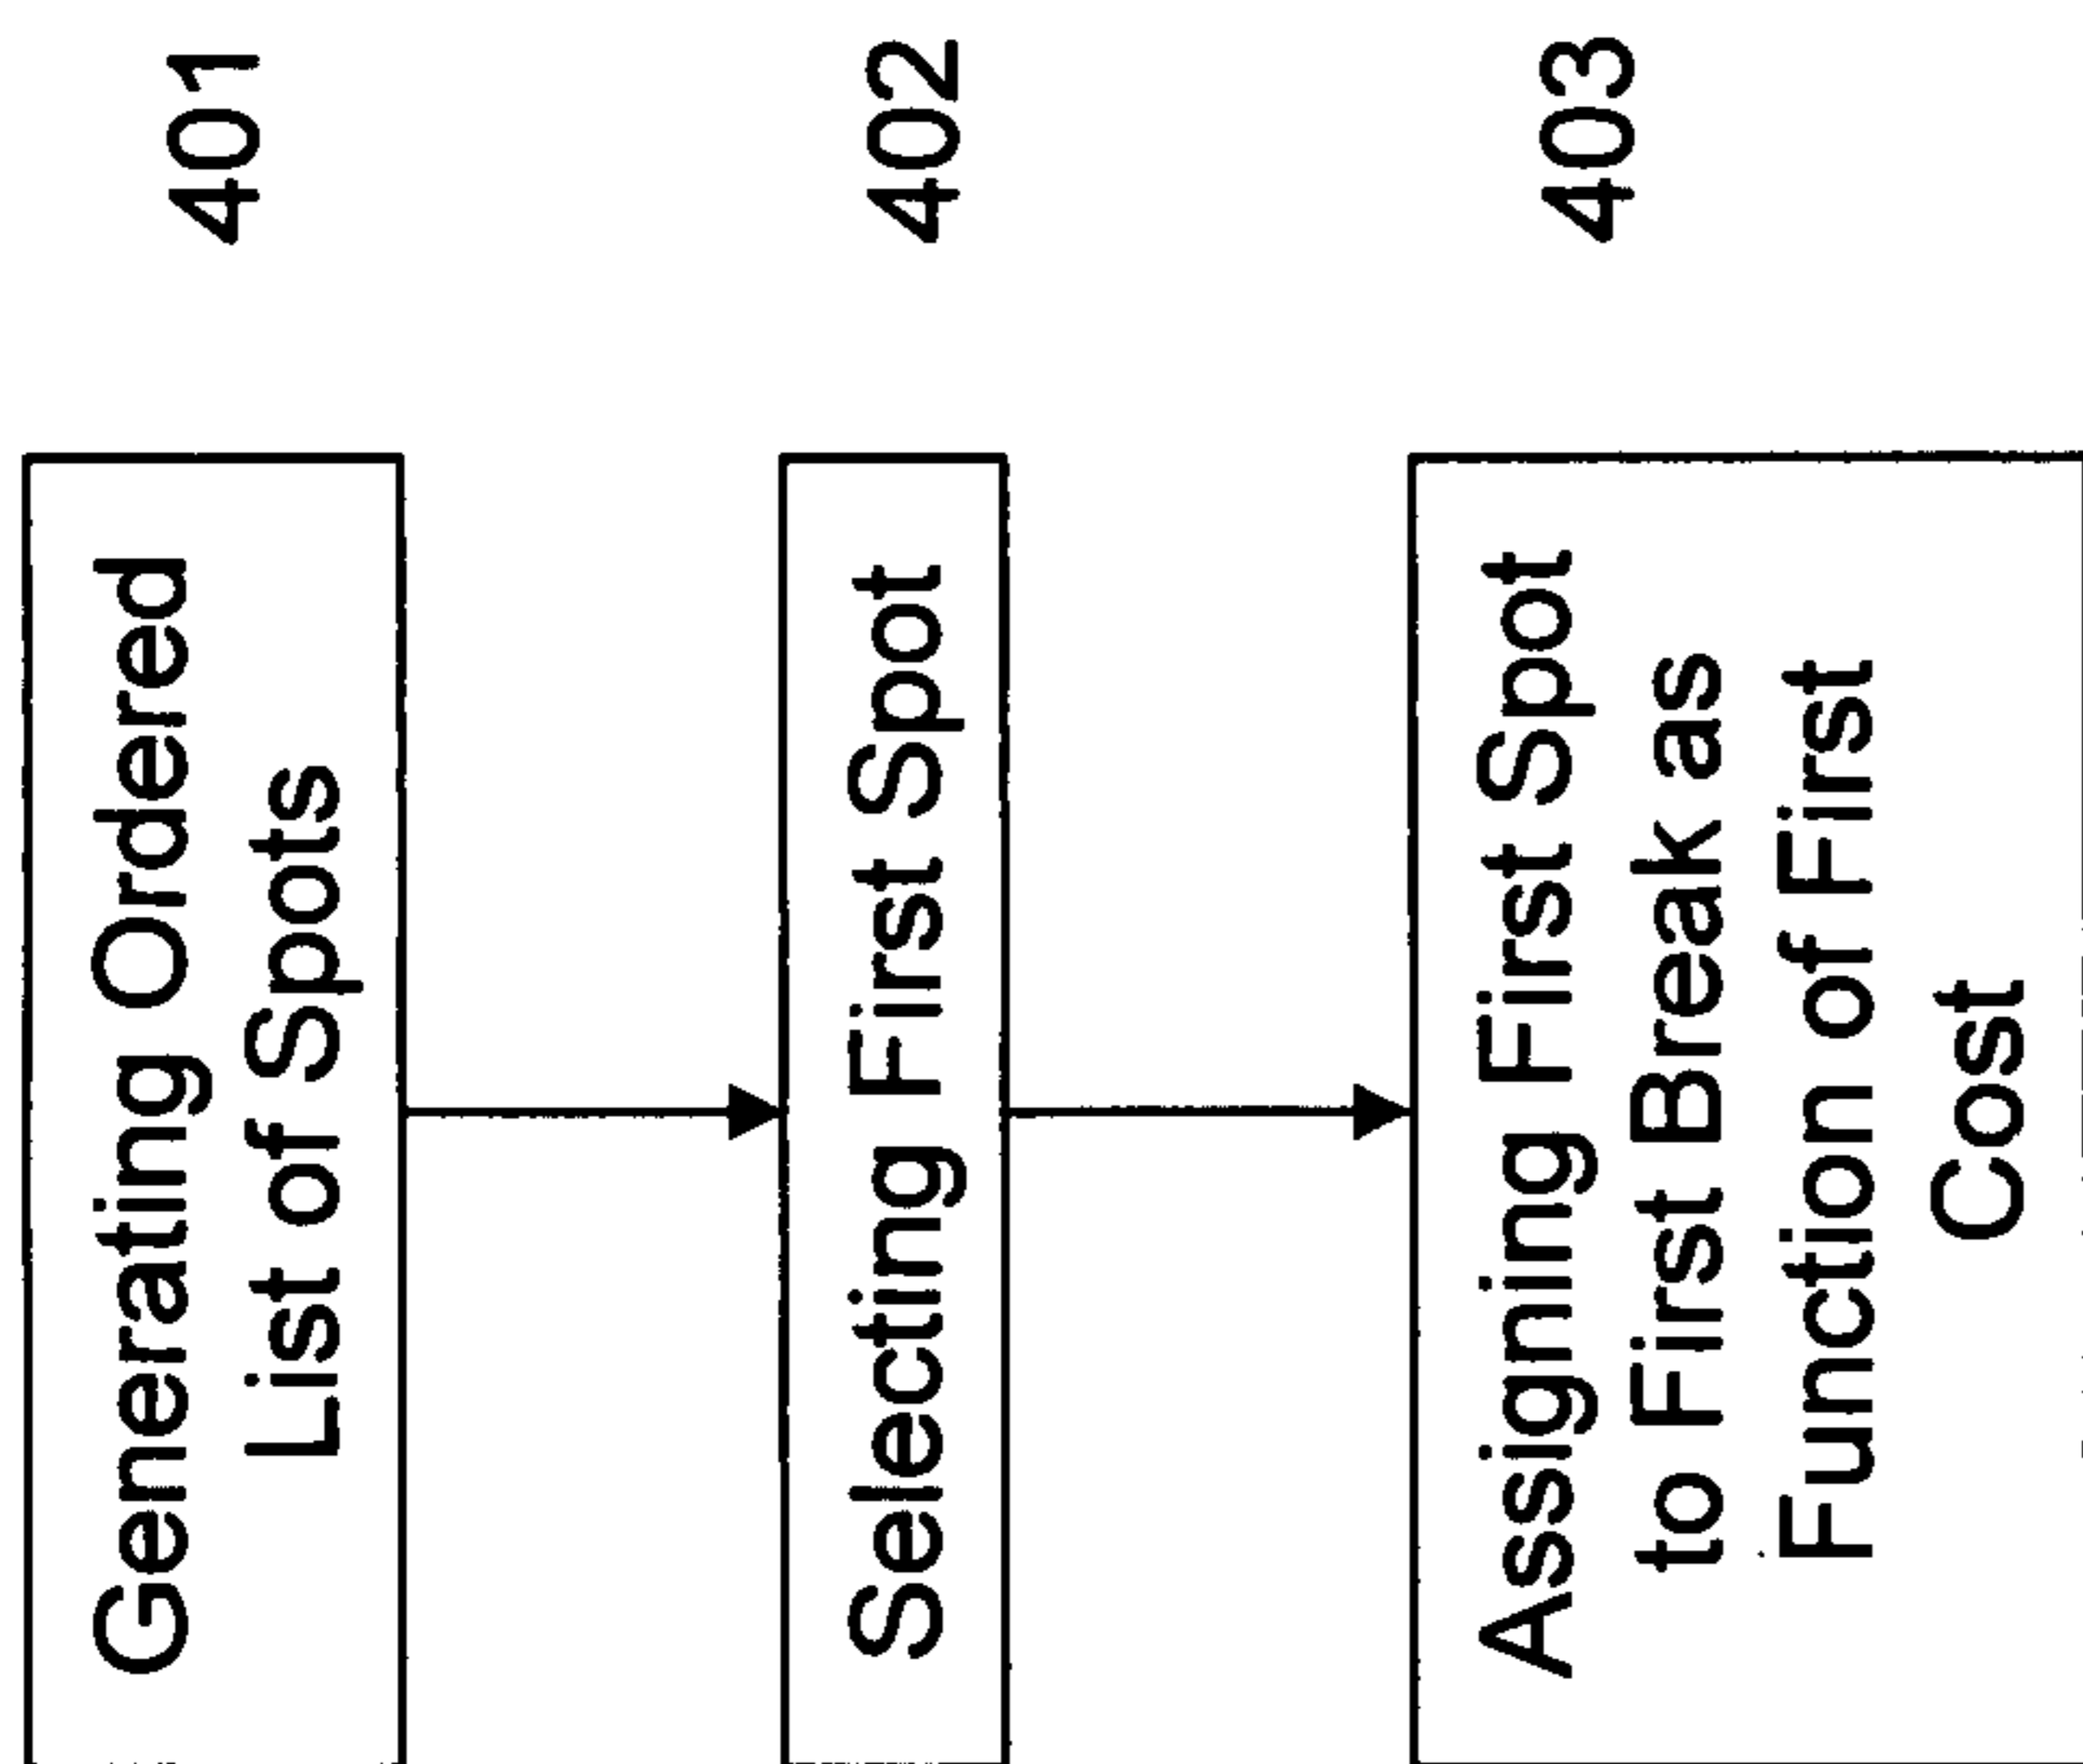 Generating Ordered
List of Spots
401
Selecting First Spot
402
Assigning First Spot
to First Break as
Function of First
Cost
403